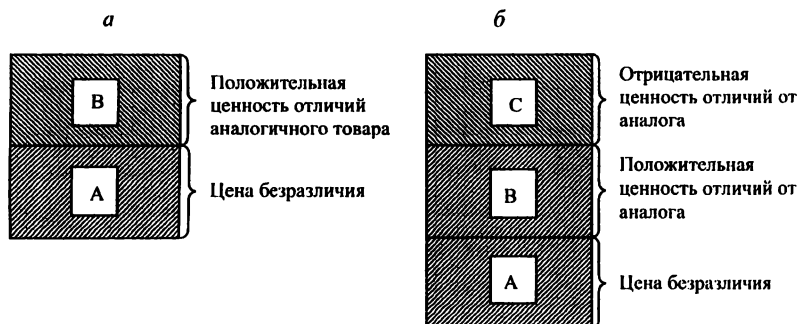 а
В
Положительная
ценность отличий
аналогичного товара
А
Цена безразличия
б
С
Отрицательная
ценность отличий от
аналога
В
Положительная
ценность отличий от
аналога
А
Цена безразличия